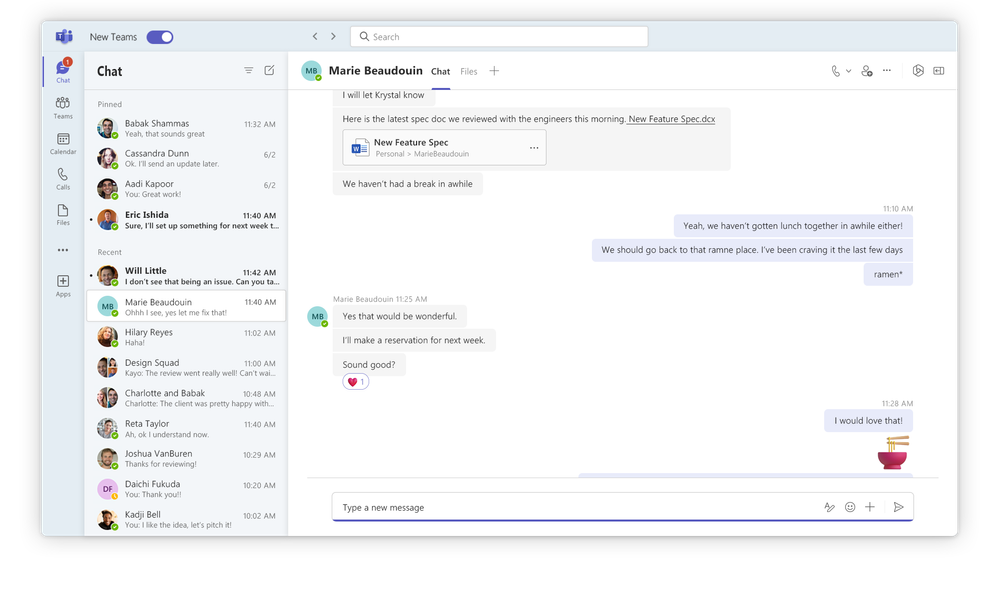 New Teams
Search
1
Chat
Teams
Calendar
Calls
Files
Apps
Chat
Pinned
Babak Shammas 11:32 AM
Yeah, that sounds great
Cassandra Dunn 6/2
Ok. I'll send an update later.
Aadi Kapoor 6/2
You: Great work!
Eric Ishida 11:40 AM
Sure, I'll set up something for next week t...
Recent
Will Little 11:42 AM
I don't see that being an issue. Can you ta...
MB
Marie Beaudouin 11:40 AM
Ohhh I see, yes let me fix that!
Hilary Reyes 11:02 AM
Haha!
Design Squad 11:00 AM
Kayo: The review went really well! Can't wai...
Charlotte and Babak 10:48 AM
Charlotte: The client was pretty happy with...
Reta Taylor 11:40 AM
Ah, ok I understand now.
Joshua VanBuren 10:29 AM
Thanks for reviewing!
DF
Daichi Fukuda 10:20 AM
You: Thank you!!
Kadji Bell 10:02 AM
You: I like the idea, let's pitch it!
MB
Marie Beaudouin Chat Files
I will let Krystal know
Here is the latest spec doc we reviewed with the engineers this morning. New Feature Spec.dcx
W
New Feature Spec
Personal > MarieBeaudouin
We haven't had a break in awhile
11:10 AM
Yeah, we haven't gotten lunch together in awhile either!
We should go back to that ramne place. I've been craving it the last few days
ramen*
Marie Beaudouin 11:25 AM
MB
Yes that would be wonderful.
I'll make a reservation for next week.
Sound good?
1
11:28 AM
I would love that!
Type a new message